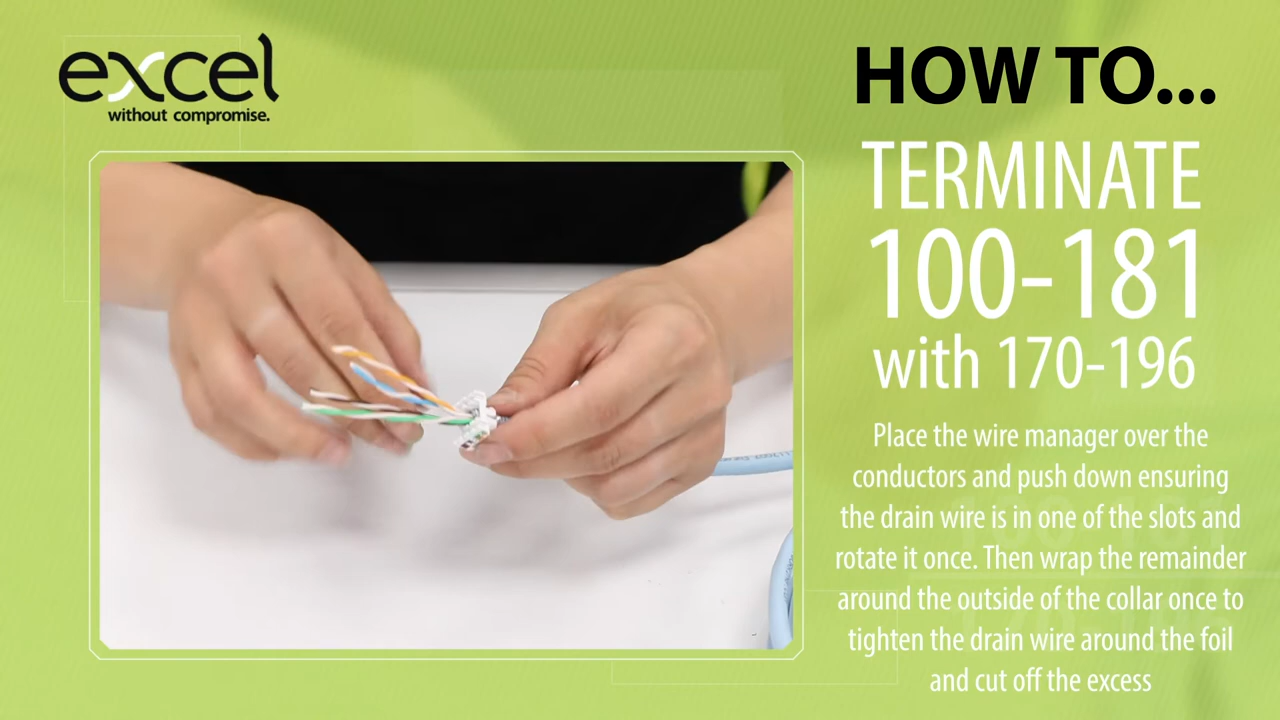 excel
without compromise.
HOW TO...
TERMINATE
100-181
with 170-196
Place the wire manager over the
conductors and push down ensuring
the drain wire is in one of the slots and
rotate it once. Then wrap the remainder
around the outside of the collar once to
tighten the drain wire around the foil
and cut off the excess